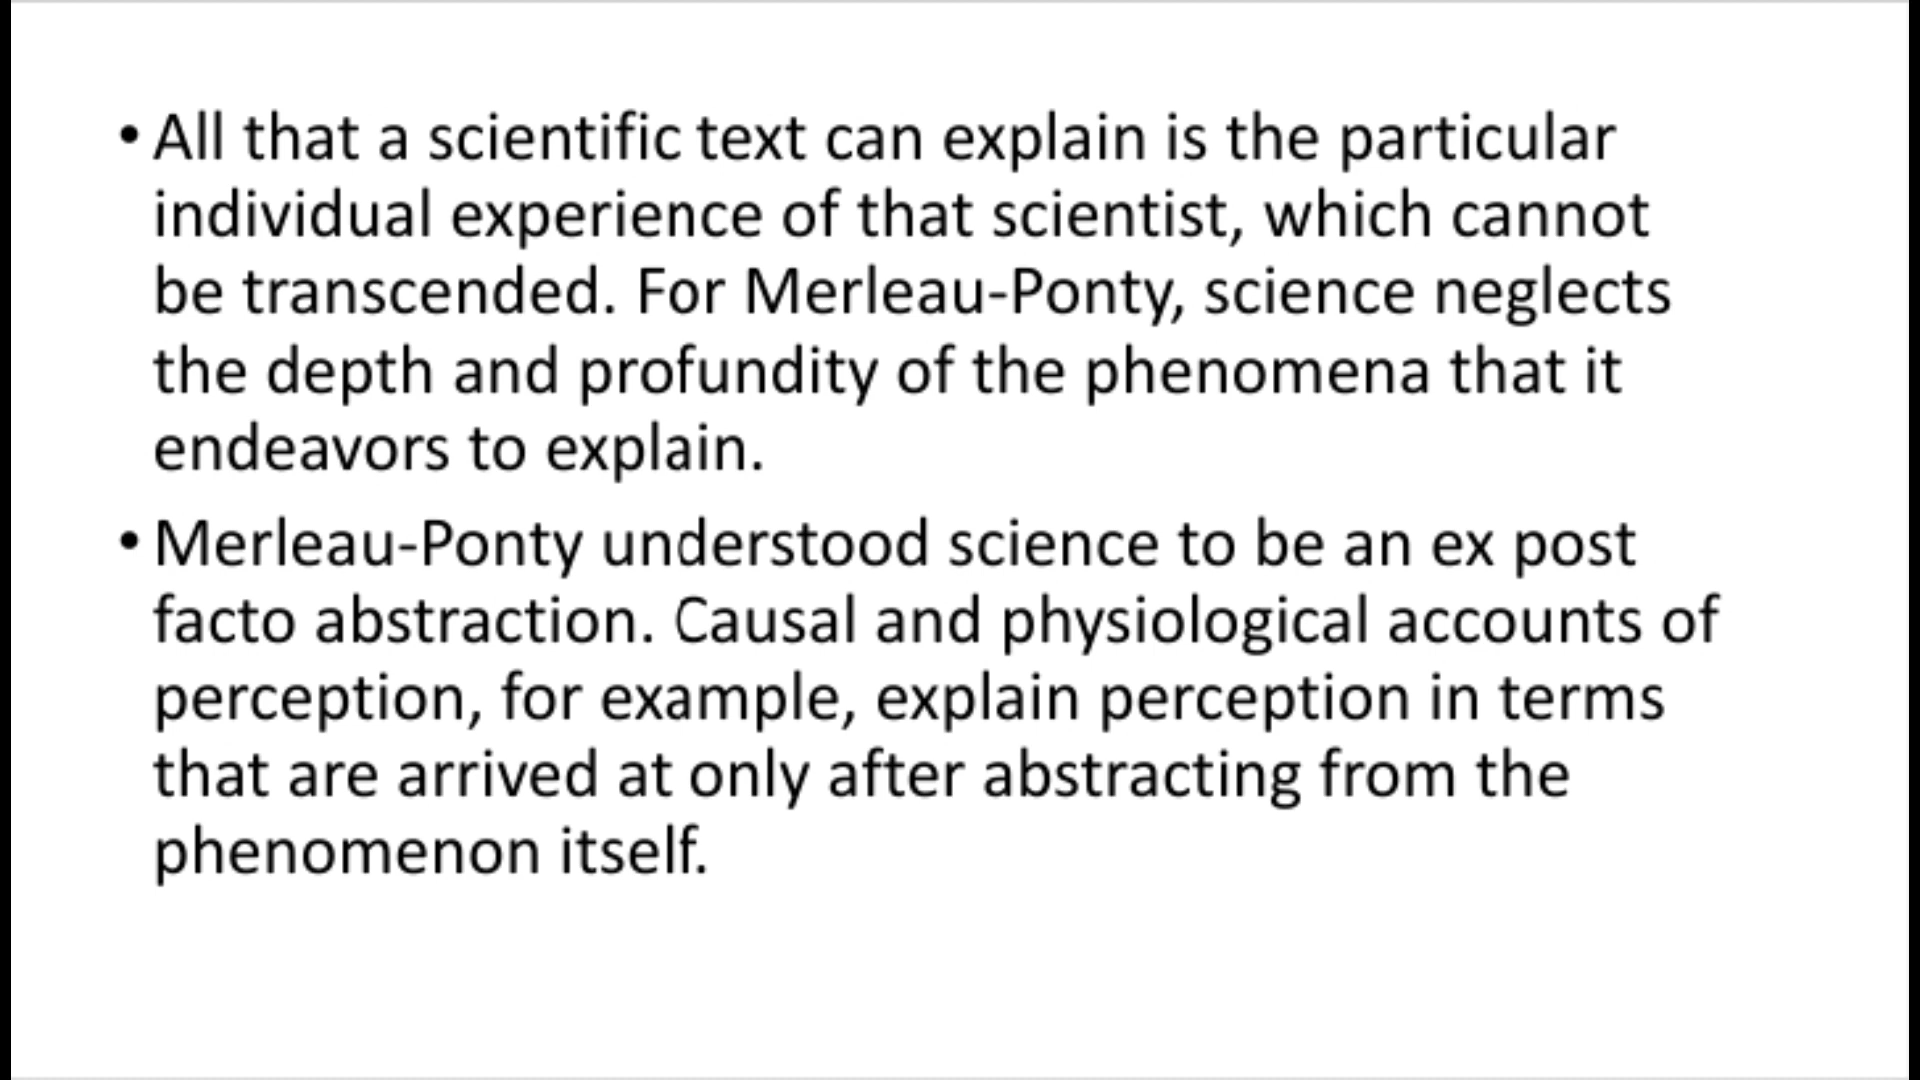 • All that a scientific text can explain is the particular
individual experience of that scientist, which cannot
be transcended. For Merleau-Ponty, science neglects
the depth and profundity of the phenomena that it
endeavors to explain.
• Merleau-Ponty understood science to be an ex post
facto abstraction. Causal and physiological accounts of
perception, for example, explain perception in terms
that are arrived at only after abstracting from the
phenomenon itself.